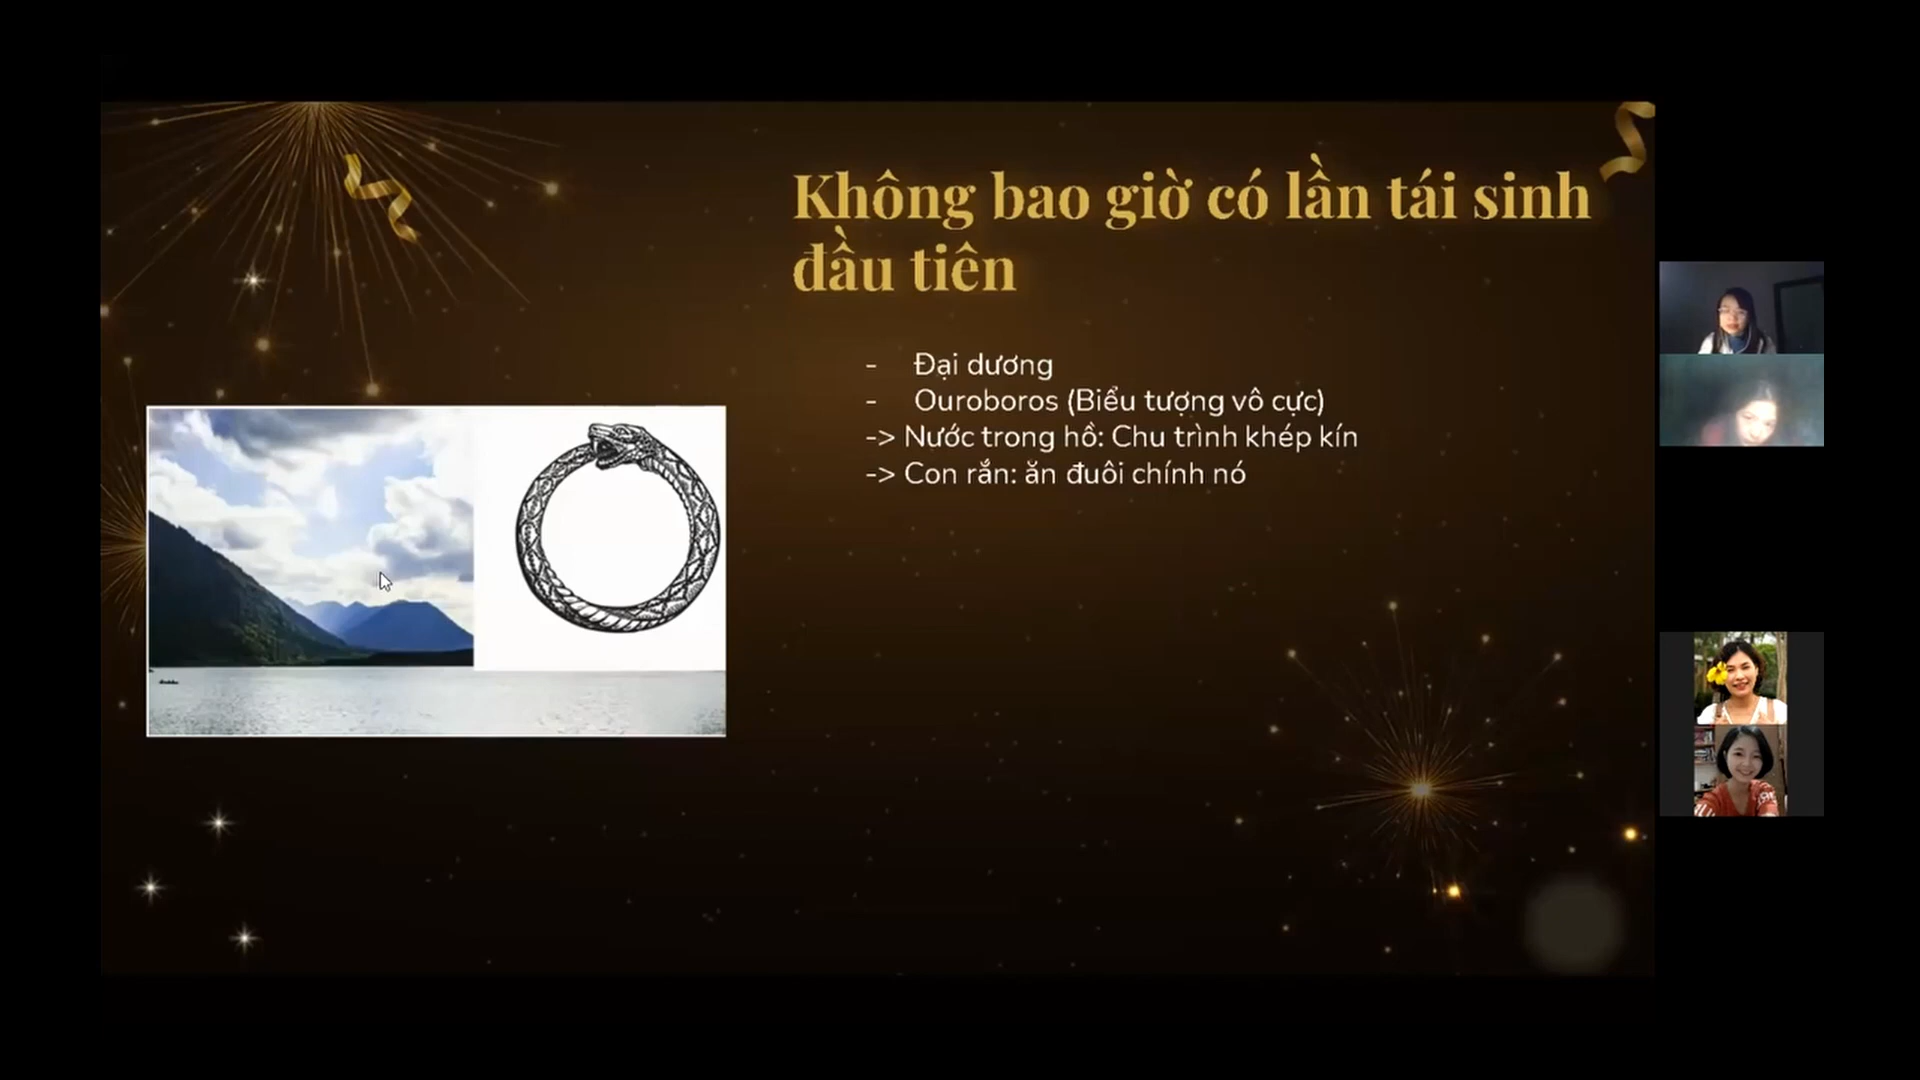 Không bao giờ có lần tái sinh
đầu tiên
- Đại dương
- Ouroboros (Biểu tượng vô cực)
-> Nước trong hồ: Chu trình khép kín
-> Con rắn: ăn đuôi chính nó